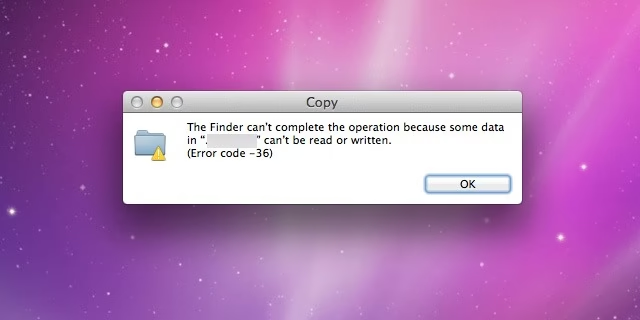 Copy
The Finder can't complete the operation because some data
in “.” can't be read or written.
(Error code -36)
OK